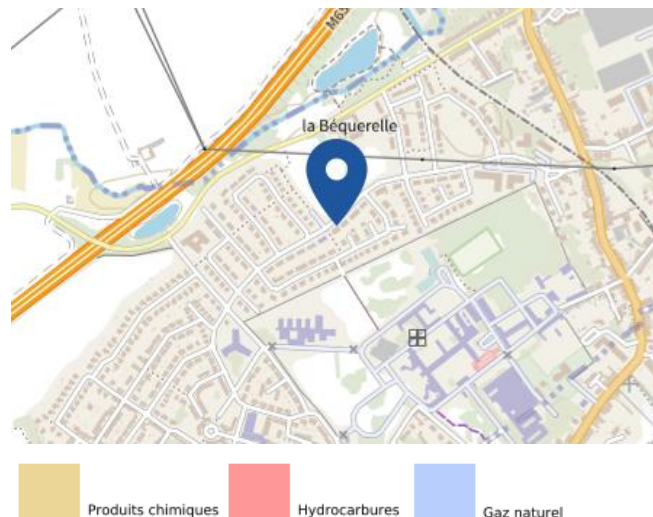 la Béquerelle
Produits chimiques
Hydrocarbures
Gaz naturel